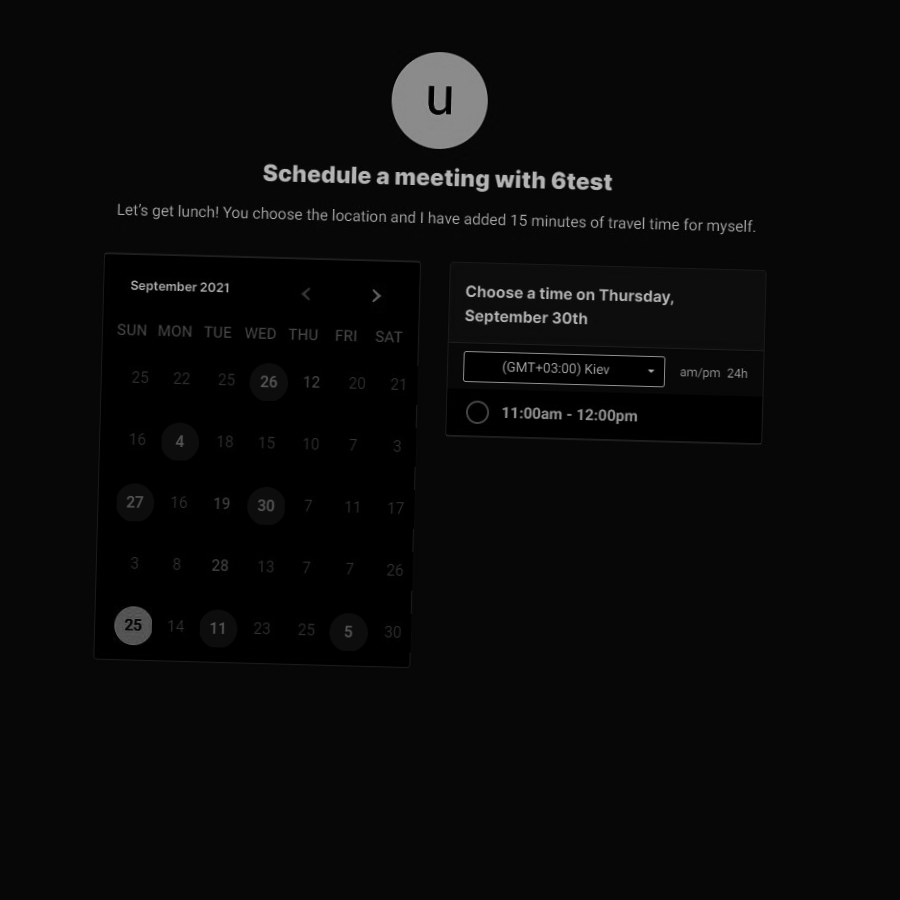 u
Schedule a meeting with 6test
Let's get lunch! You choose the location and I have added 15 minutes of travel time for myself.
September 2021
SUN MON TUE WED THU FRI SAT
25 22 25 26 12 20 21
16 4 18 15 10 7 3
27 16 19 30 7 11 17
3 8 28 13 7 7 26
25 14 11 23 25 5 30
Choose a time on Thursday,
September 30th
(GMT+03:00) Kiev am/pm 24h
11:00am - 12:00pm